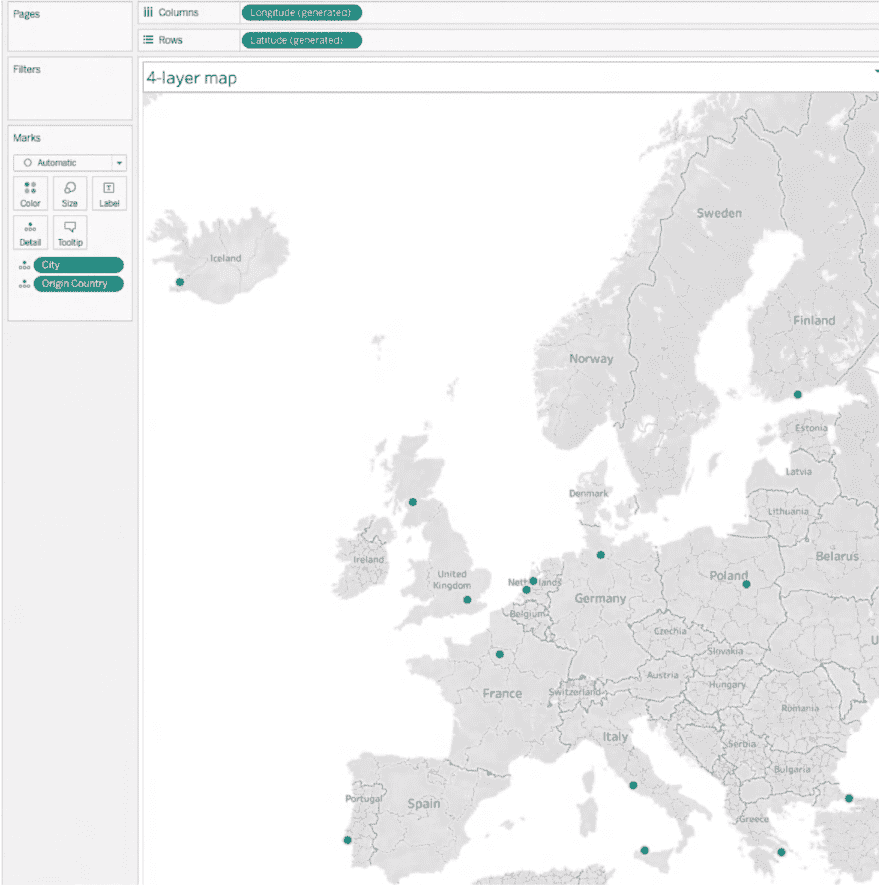 Pages
Columns
Longitude (generated)
Rows
Latitude (generated)
Filters
4-layer map
Marks
Automatic
Color
Size
Label
Detail
Tooltip
City
Origin Country
Sweden
Iceland
Finland
Norway
Estonia
Latvia
Denmark
Lithuania
Ireland
Belarus
United
Kingdom
Netherlands
Poland
Germany
Belgium
Czechia
U
Slovakia
Austria
Hungary
France
Switzerland
Romania
Italy
Serbia
Bulgaria
Portugal
Spain
Greece